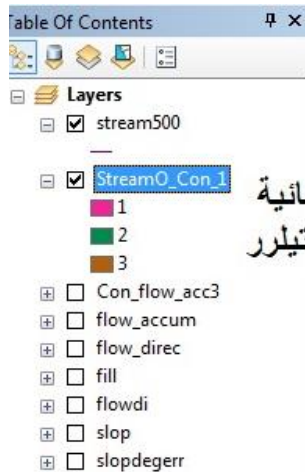 Table Of Contents
Layers
stream500
StreamO_Con_1
1
2
3
Con_flow_acc3
flow_accum
flow_direc
fill
flowdi
slop
slopdegerr